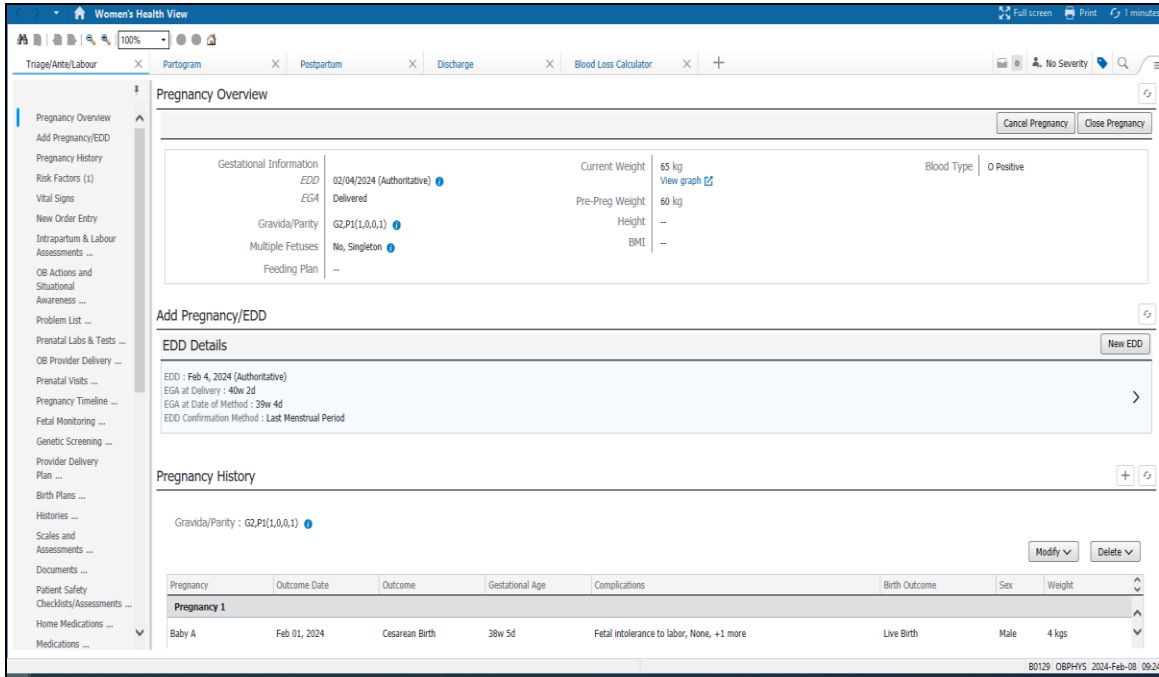 Women's Health View
Full screen Print 1 minutes
100%
Triage/Ante/Labour Partogram Postpartum Discharge Blood Loss Calculator 0 No Severity
Pregnancy Overview
Add Pregnancy/EDD
Pregnancy History
Risk Factors (1)
Vital Signs
New Order Entry
Intrapartum & Labour
Assessments ...
OB Actions and
Situational
Awareness ...
Problem List ...
Prenatal Labs & Tests ...
OB Provider Delivery ...
Prenatal Visits ...
Pregnancy Timeline ...
Fetal Monitoring ...
Genetic Screening ...
Provider Delivery
Plan ...
Birth Plans ...
Histories ...
Scales and
Assessments ...
Documents ...
Patient Safety
Checklists/Assessments ...
Home Medications ...
Medications ...
Pregnancy Overview
Cancel Pregnancy Close Pregnancy
Gestational Information
EDD 02/04/2024 (Authoritative)
EGA Delivered
Gravida/Parity G2,P1(1,0,0,1)
Multiple Fetuses No, Singleton
Feeding Plan --
Current Weight 65 kg
View graph
Pre-Preg Weight 60 kg
Height --
BMI --
Blood Type O Positive
Add Pregnancy/EDD
EDD Details New EDD
EDD : Feb 4, 2024 (Authoritative)
EGA at Delivery : 40w 2d
EGA at Date of Method : 39w 4d
EDD Confirmation Method : Last Menstrual Period
Pregnancy History
Gravida/Parity : G2,P1(1,0,0,1)
Modify Delete
Pregnancy Outcome Date Outcome Gestational Age Complications Birth Outcome Sex Weight
Pregnancy 1
Baby A Feb 01, 2024 Cesarean Birth 38w 5d Fetal intolerance to labor, None, +1 more Live Birth Male 4 kgs
B0129 OBPHYS 2024-Feb-08 09:24